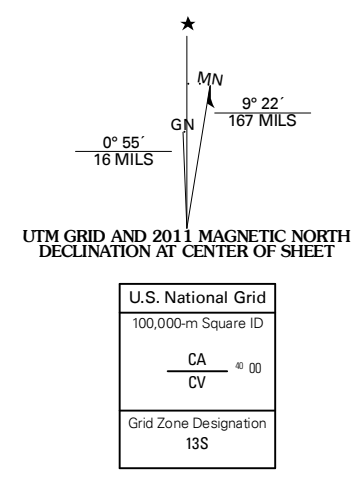 MN
9° 22´
167 MILS
GN
0° 55´
16 MILS
UTM GRID AND 2011 MAGNETIC NORTH
DECLINATION AT CENTER OF SHEET
U.S. National Grid
100,000-m Square ID
CA
40 00
CV
Grid Zone Designation
13S